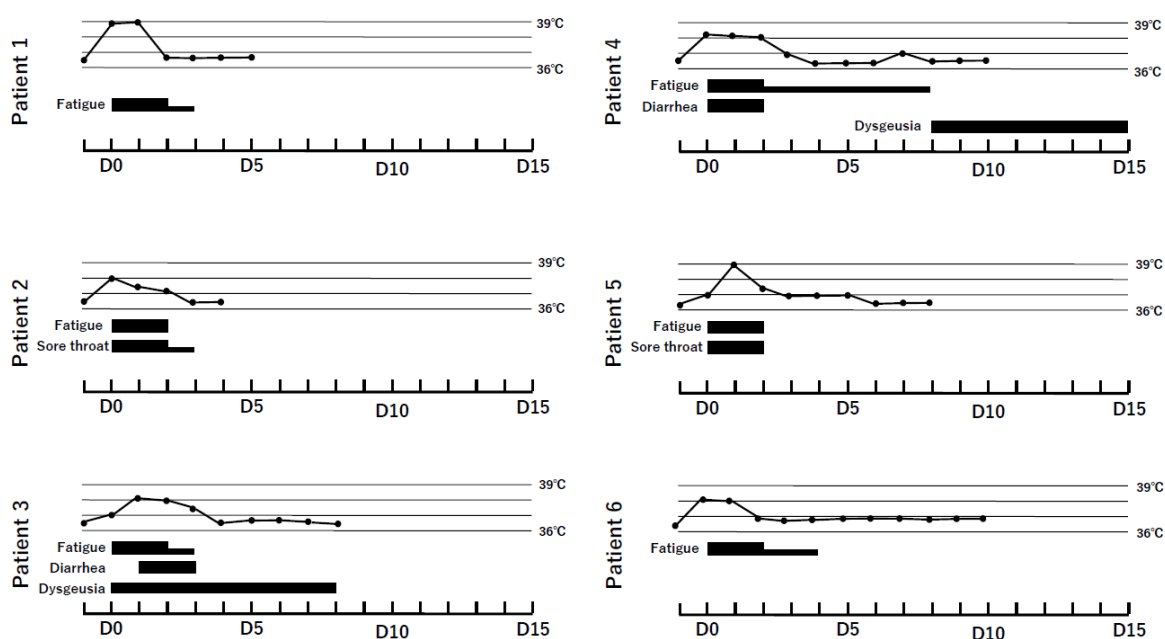 Patient 1
39℃
36℃
Fatigue
D0
D5
D10
D15
Patient 2
39℃
36℃
Fatigue
Sore throat
D0
D5
D10
D15
Patient 3
39℃
36℃
Fatigue
Diarrhea
Dysgeusia
D0
D5
D10
D15
Patient 4
39℃
36℃
Fatigue
Diarrhea
Dysgeusia
D0
D5
D10
D15
Patient 5
39℃
36℃
Fatigue
Sore throat
D0
D5
D10
D15
Patient 6
39℃
36℃
Fatigue
D0
D5
D10
D15